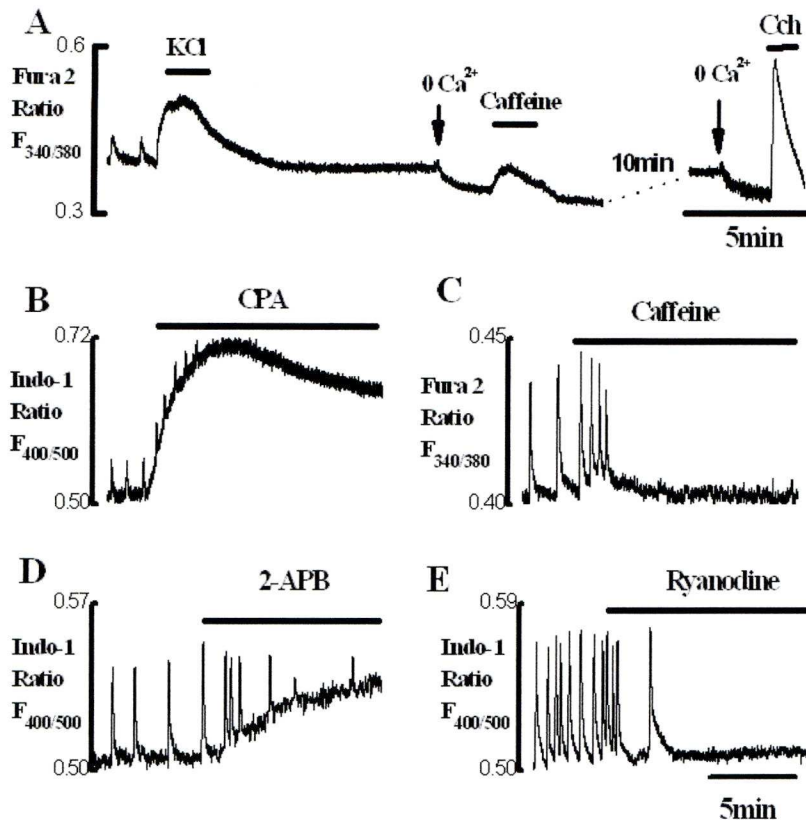 A
0.6
Fura 2
Ratio
F340/380
0.3
KCl
0 Ca2+
Caffeine
10min
0 Ca2+
Cch
5min
B
CPA
0.72
Indo-1
Ratio
F400/500
0.50
C
Caffeine
0.45
Fura 2
Ratio
F340/380
0.40
D
2-APB
0.57
Indo-1
Ratio
F400/500
0.50
E
Ryanodine
0.59
Indo-1
Ratio
F400/500
0.50
5min